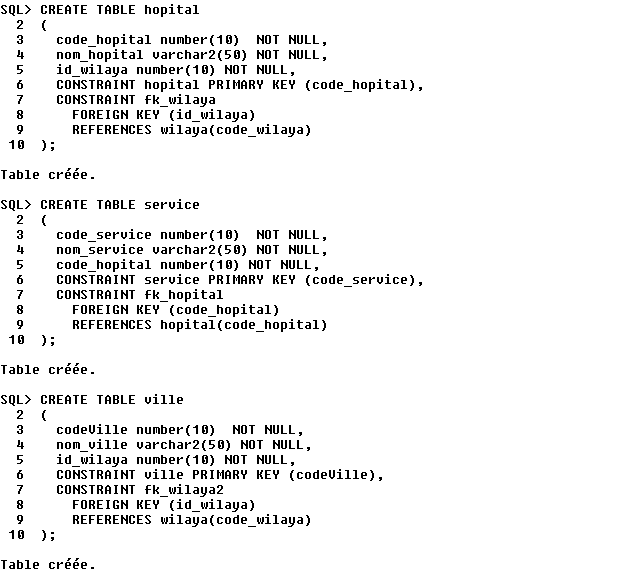 SQL> CREATE TABLE hopital
  2  (
  3    code_hopital number(10)  NOT NULL,
  4    nom_hopital varchar2(50) NOT NULL,
  5    id_wilaya number(10) NOT NULL,
  6    CONSTRAINT hopital PRIMARY KEY (code_hopital),
  7    CONSTRAINT fk_wilaya
  8      FOREIGN KEY (id_wilaya)
  9      REFERENCES wilaya(code_wilaya)
 10  );
Table créée.
SQL> CREATE TABLE service
  2  (
  3    code_service number(10)  NOT NULL,
  4    nom_service varchar2(50) NOT NULL,
  5    code_hopital number(10) NOT NULL,
  6    CONSTRAINT service PRIMARY KEY (code_service),
  7    CONSTRAINT fk_hopital
  8      FOREIGN KEY (code_hopital)
  9      REFERENCES hopital(code_hopital)
 10  );
Table créée.
SQL> CREATE TABLE ville
  2  (
  3    codeVille number(10)  NOT NULL,
  4    nom_ville varchar2(50) NOT NULL,
  5    id_wilaya number(10) NOT NULL,
  6    CONSTRAINT ville PRIMARY KEY (codeVille),
  7    CONSTRAINT fk_wilaya2
  8      FOREIGN KEY (id_wilaya)
  9      REFERENCES wilaya(code_wilaya)
 10  );
Table créée.